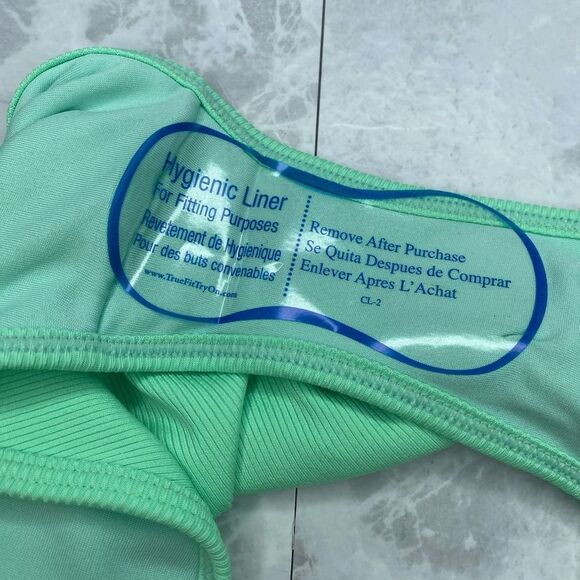 Hygienic Liner
For Fitting Purposes
Revetement de Hygienique
Pour des buts convenables
www.TrueFitTryOn.com
Remove After Purchase
Se Quita Despues de Comprar
Enlever Apres L'Achat
CL-2